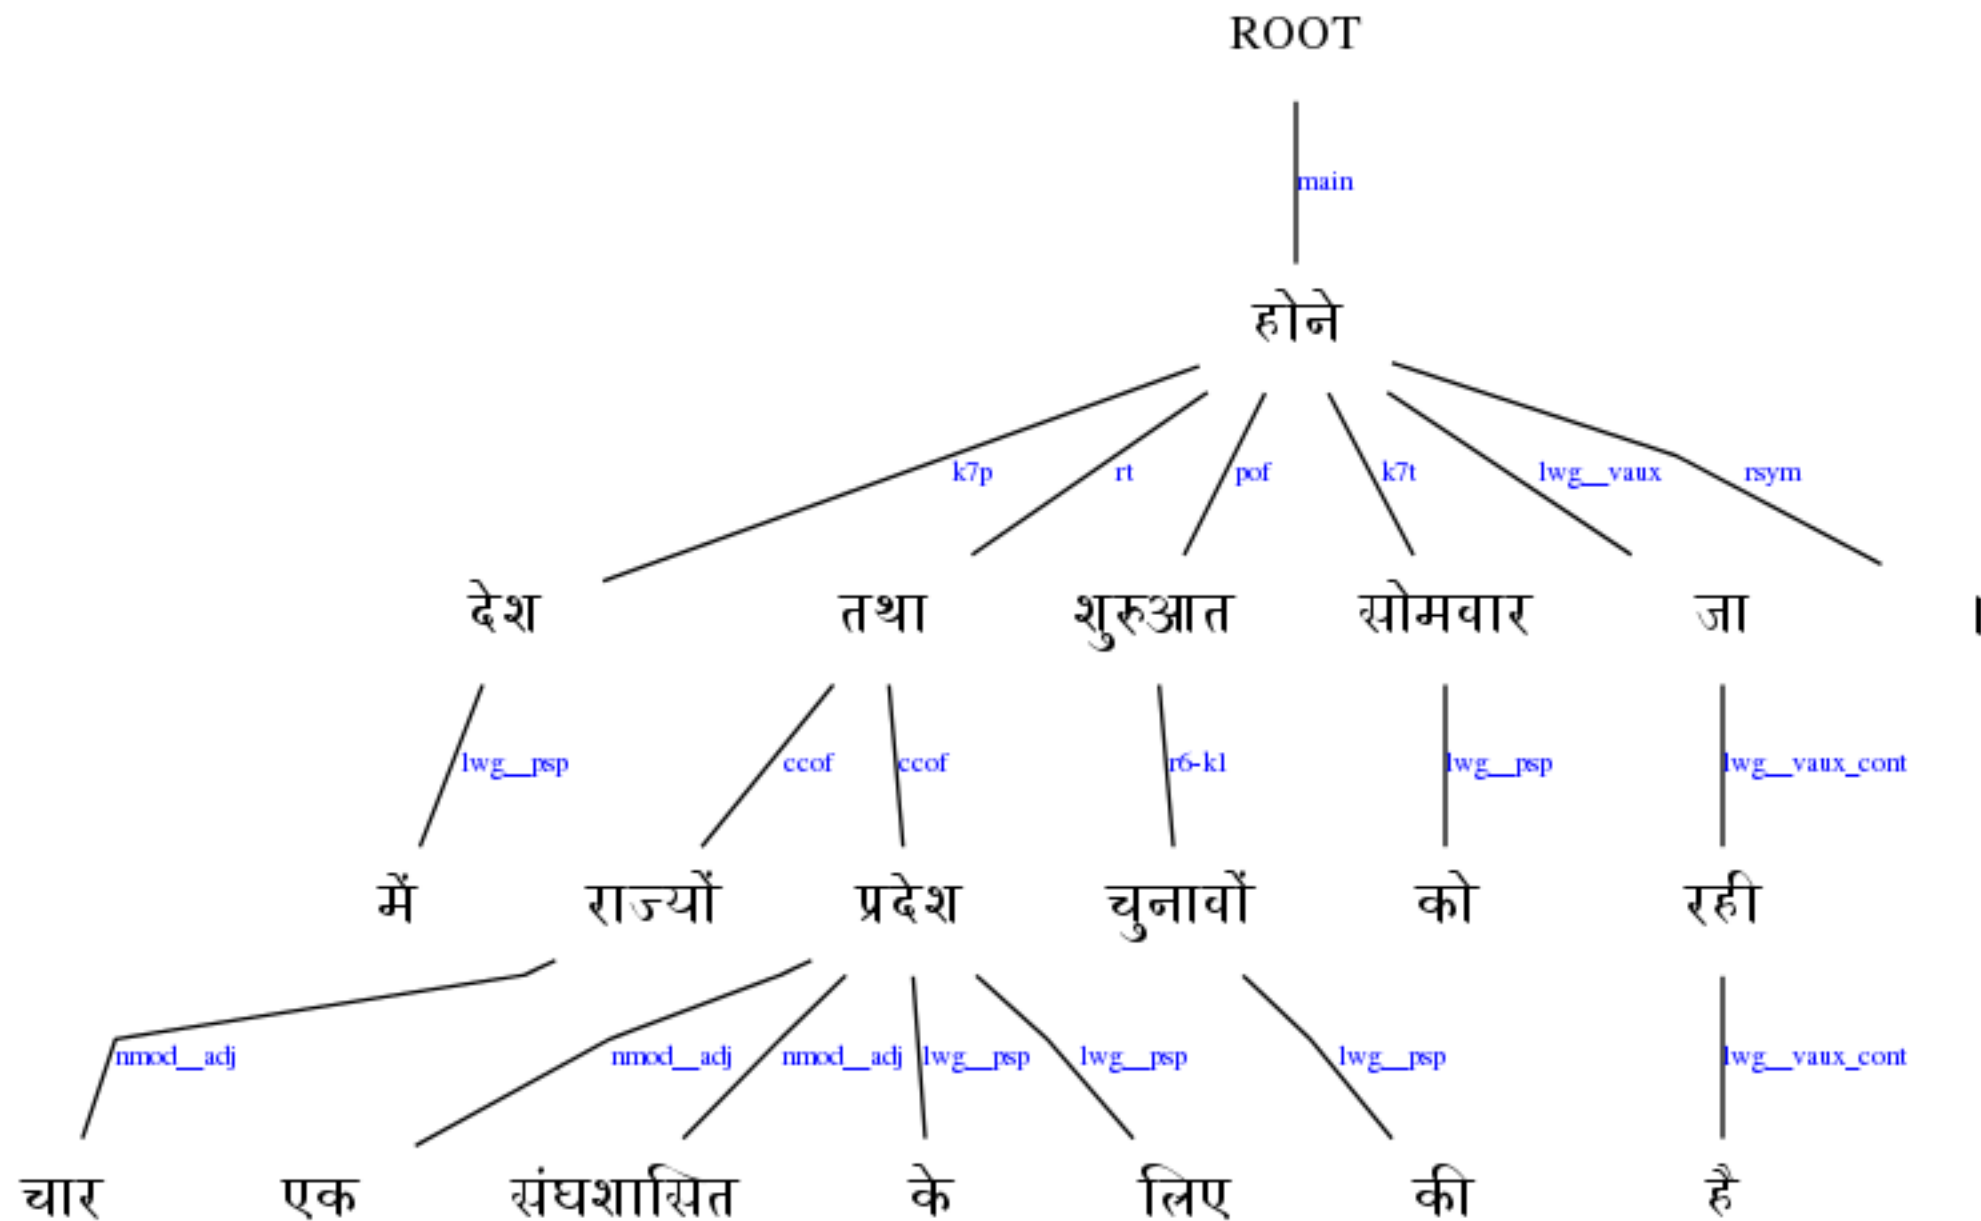 ROOT
main
होने
k7p rt pof k7t lwg__vaux rsym
देश तथा शुरुआत सोमवार जा ।
lwg__psp ccof ccof r6-k1 lwg__psp lwg__vaux_cont
में राज्यों प्रदेश चुनावों को रही
nmod__adj nmod__adj nmod__adj lwg__psp lwg__psp lwg__psp lwg__vaux_cont
चार एक संघशासित के लिए की है